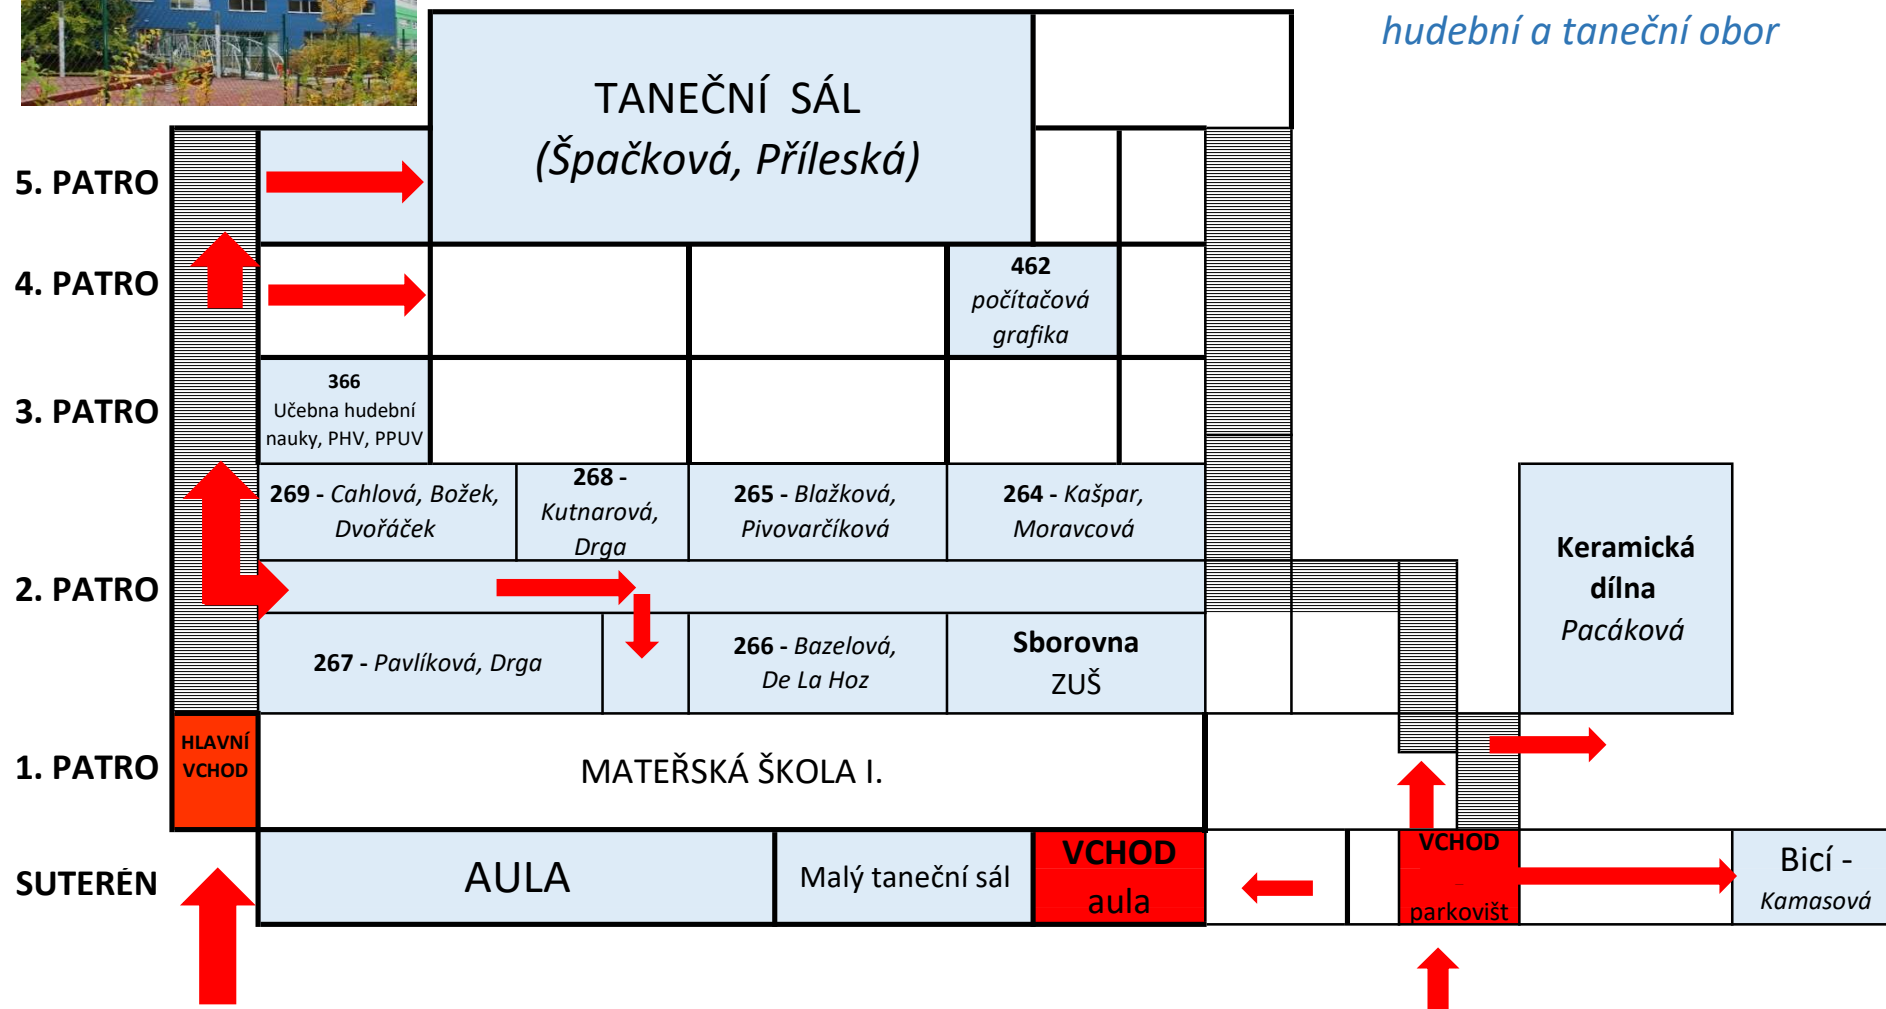 hudební a taneční obor
TANEČNÍ SÁL
(Špačková, Příleská)
5. PATRO
4. PATRO
462
počítačová
grafika
3. PATRO
366
Učebna hudební
nauky, PHV, PPUV
269 - Cahlová, Božek,
Dvořáček
268 -
Kutnarová,
Drga
265 - Blažková,
Pivovarčíková
264 - Kašpar,
Moravcová
Keramická
dílna
Pacáková
2. PATRO
267 - Pavlíková, Drga
266 - Bazelová,
De La Hoz
Sborovna
ZUŠ
HLAVNÍ
VCHOD
1. PATRO
MATEŘSKÁ ŠKOLA I.
SUTERÉN
AULA
Malý taneční sál
VCHOD
aula
VCHOD
–
parkovišt
Bicí -
Kamasová